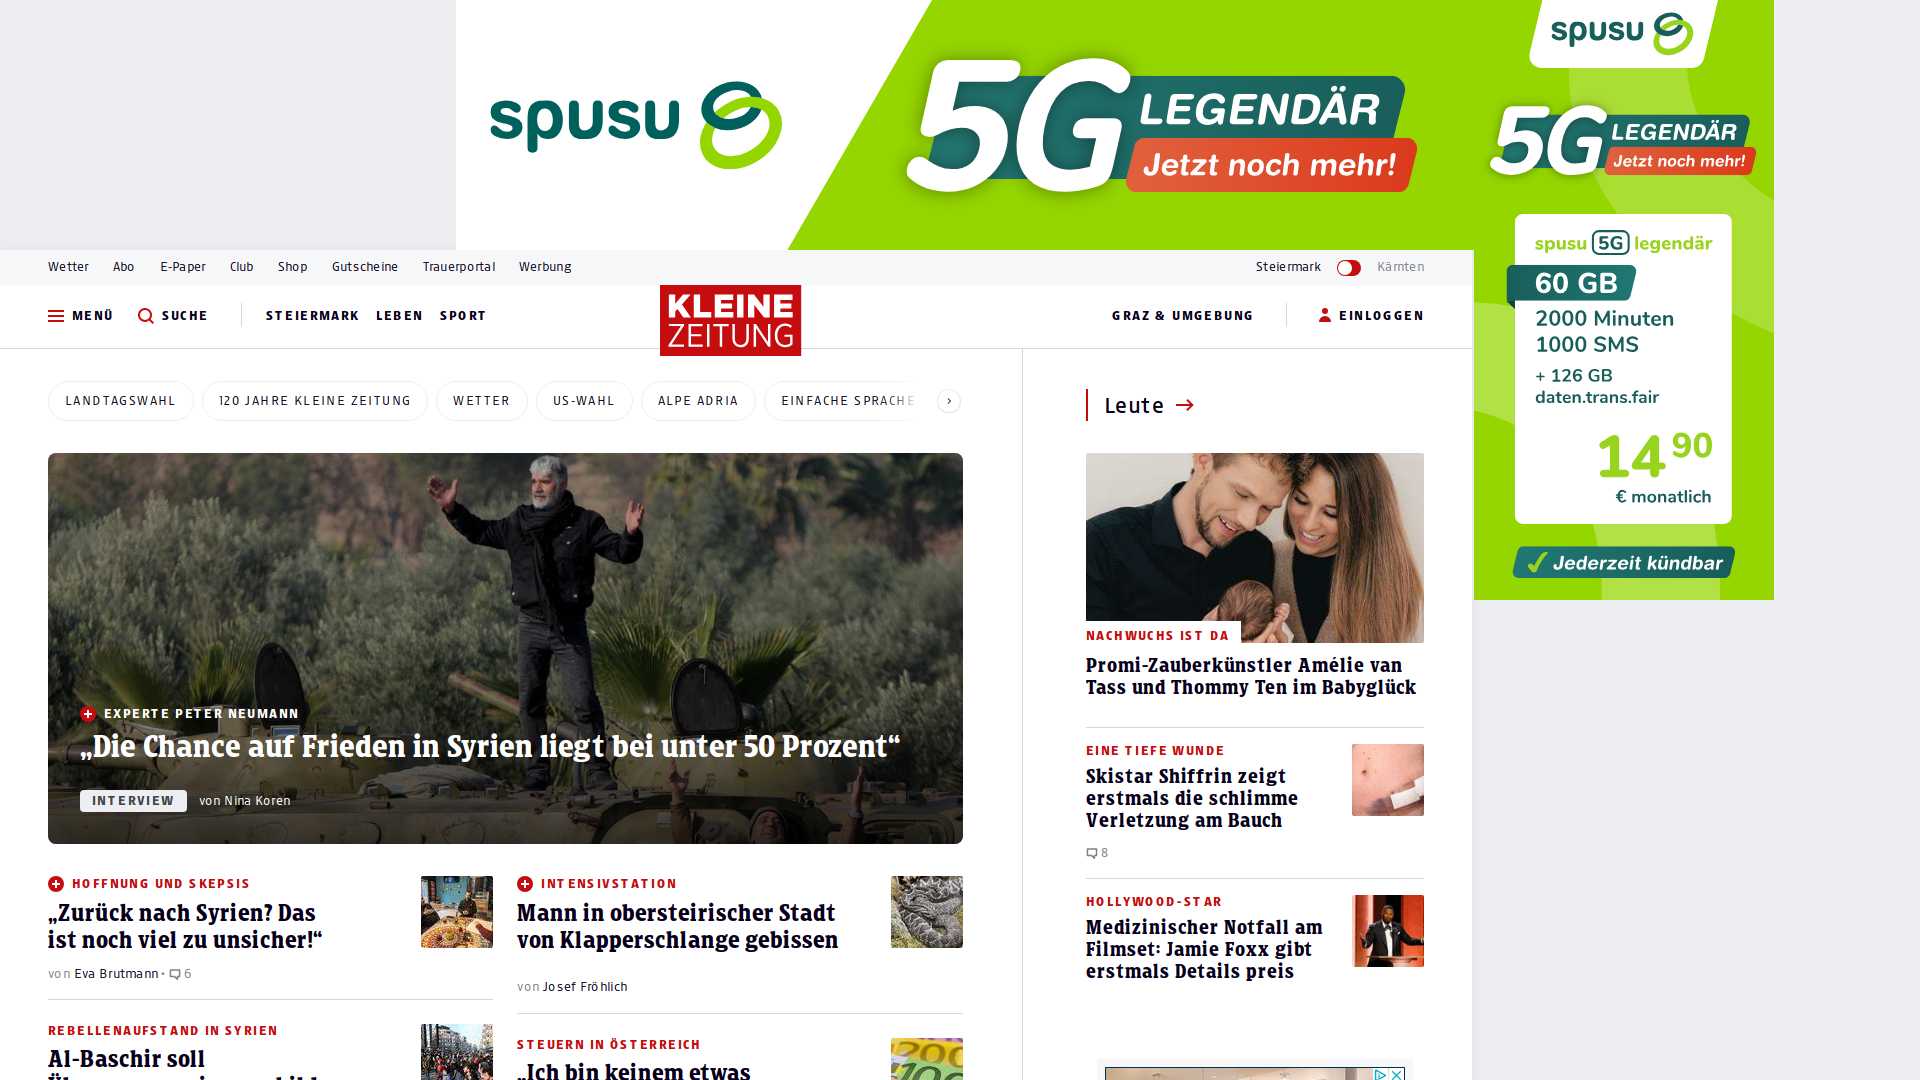 spusu
5G LEGENDÄR
Jetzt noch mehr!
spusu
5G LEGENDÄR
Jetzt noch mehr!
spusu 5G legendär
60 GB
2000 Minuten
1000 SMS
+ 126 GB
daten.trans.fair
14 90
€ monatlich
Jederzeit kündbar
Wetter Abo E-Paper Club Shop Gutscheine Trauerportal Werbung
Steiermark Kärnten
MENÜ SUCHE STEIERMARK LEBEN SPORT
KLEINE
ZEITUNG
GRAZ & UMGEBUNG EINLOGGEN
LANDTAGSWAHL 120 JAHRE KLEINE ZEITUNG WETTER US-WAHL ALPE ADRIA EINFACHE SPRACHE
EXPERTE PETER NEUMANN
„Die Chance auf Frieden in Syrien liegt bei unter 50 Prozent“
INTERVIEW von Nina Koren
HOFFNUNG UND SKEPSIS
„Zurück nach Syrien? Das
ist noch viel zu unsicher!“
von Eva Brutmann · 6
REBELLENAUFSTAND IN SYRIEN
Al-Baschir soll
INTENSIVSTATION
Mann in obersteirischer Stadt
von Klapperschlange gebissen
von Josef Fröhlich
STEUERN IN ÖSTERREICH
„Ich bin keinem etwas
200
100
Leute
NACHWUCHS IST DA
Promi-Zauberkünstler Amélie van
Tass und Thommy Ten im Babyglück
EINE TIEFE WUNDE
Skistar Shiffrin zeigt
erstmals die schlimme
Verletzung am Bauch
8
HOLLYWOOD-STAR
Medizinischer Notfall am
Filmset: Jamie Foxx gibt
erstmals Details preis